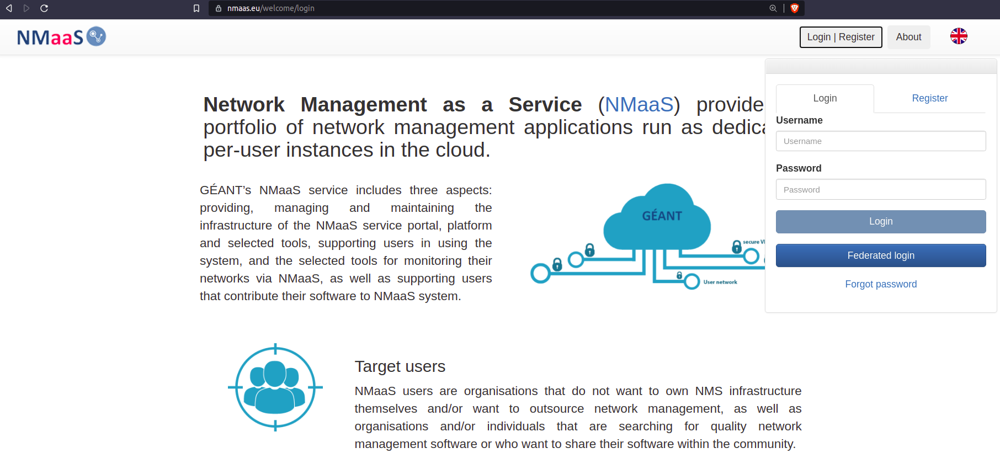 nmaas.eu/welcome/login
NMaaS
Login | Register
About
Network Management as a Service (NMaaS) provide
portfolio of network management applications run as dedica
per-user instances in the cloud.
GÉANT’s NMaaS service includes three aspects:
providing, managing and maintaining the
infrastructure of the NMaaS service portal, platform
and selected tools, supporting users in using the
system, and the selected tools for monitoring their
networks via NMaaS, as well as supporting users
that contribute their software to NMaaS system.
GÉANT
secure V
User network
Login
Register
Username
Username
Password
Password
Login
Federated login
Forgot password
Target users
NMaaS users are organisations that do not want to own NMS infrastructure
themselves and/or want to outsource network management, as well as
organisations and/or individuals that are searching for quality network
management software or who want to share their software within the community.